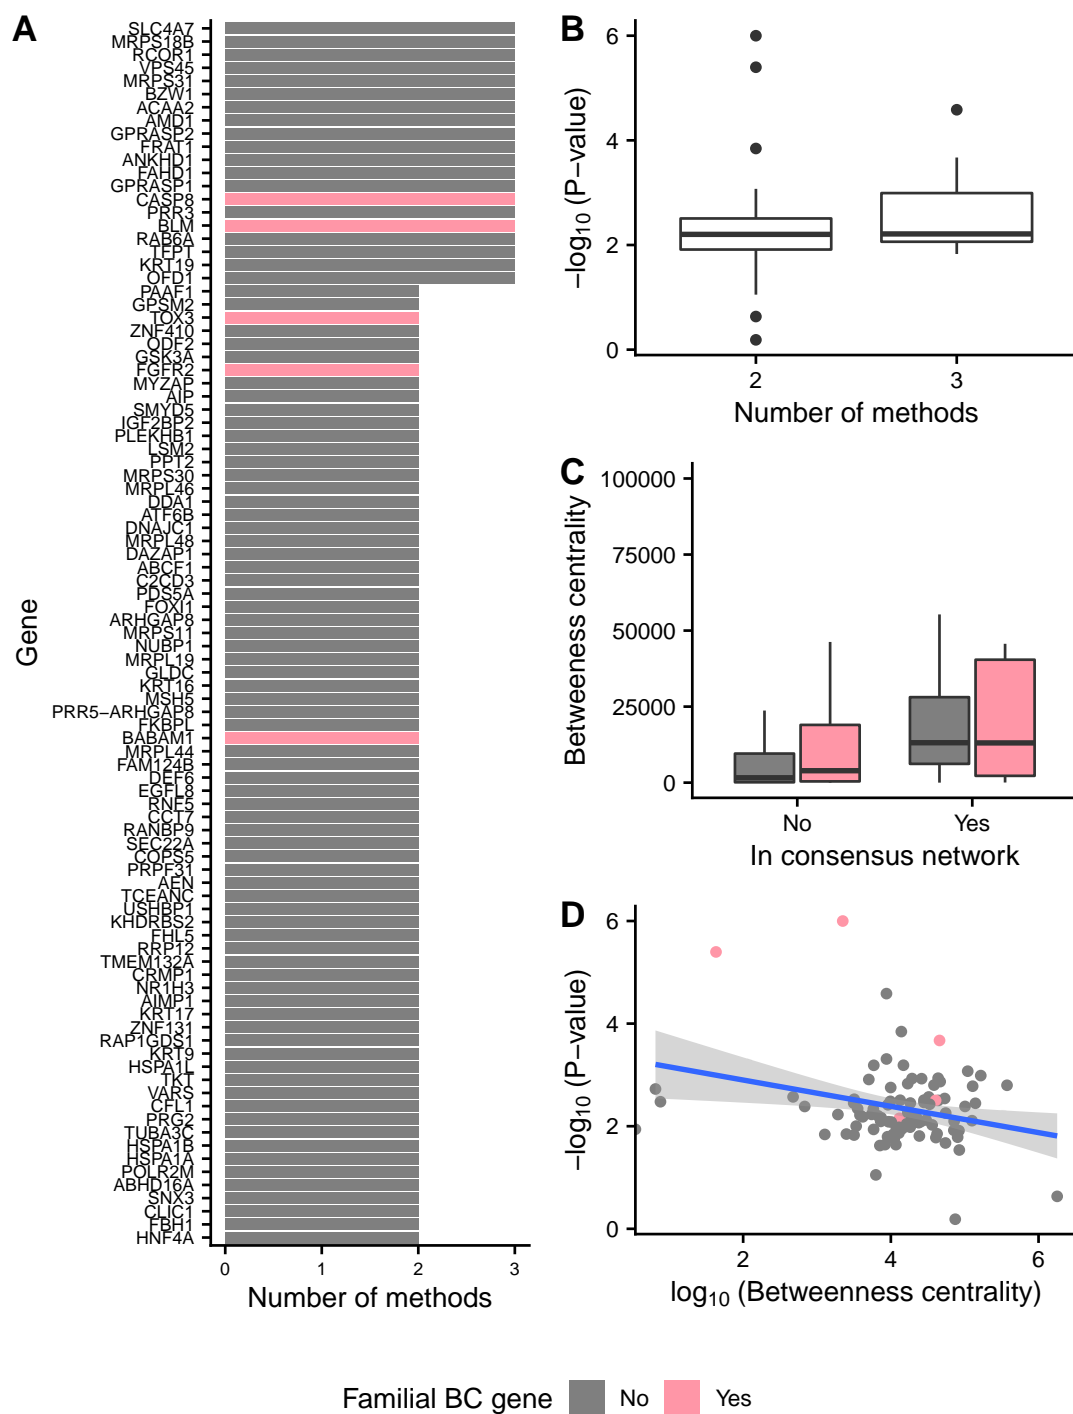 A
SLC4A7
MRPS18B
RCOR1
VPS45
MRPS31
BZW1
ACAA2
AMD1
GPRASP2
FRAT1
ANKHD1
FAHD1
GPRASP1
CASP8
PRR3
BLM
RAB6A
TFPT
KRT19
OFD1
PAAF1
GPSM2
TOX3
ZNF410
ODF2
GSK3A
FGFR2
MYZAP
AIP
SMYD5
IGF2BP2
PLEKHB1
LSM2
PPT2
MRPS30
MRPL46
DDA1
ATF6B
DNAJC1
MRPL48
DAZAP1
ABCF1
C2CD3
PDS5A
FOXI1
ARHGAP8
MRPS11
NUBP1
MRPL19
GLDC
KRT16
MSH5
PRR5−ARHGAP8
FKBPL
BABAM1
MRPL44
FAM124B
DEF6
EGFL8
RNF5
CCT7
RANBP9
SEC22A
COPS5
PRPF31
AEN
TCEANC
USHBP1
KHDRBS2
FHL5
RRP12
TMEM132A
CRMP1
NR1H3
AIMP1
KRT17
ZNF131
RAP1GDS1
KRT9
HSPA1L
TKT
VARS
CFL1
PRG2
TUBA3C
HSPA1B
HSPA1A
POLR2M
ABHD16A
SNX3
CLIC1
FBH1
HNF4A
Gene
0 1 2 3
Number of methods
B
6
4
2
0
−log10 (P−value)
2 3
Number of methods
C
100000
75000
50000
25000
0
Betweeness centrality
No Yes
In consensus network
D
6
4
2
0
−log10 (P−value)
2 4 6
log10 (Betweenness centrality)
Familial BC gene No Yes